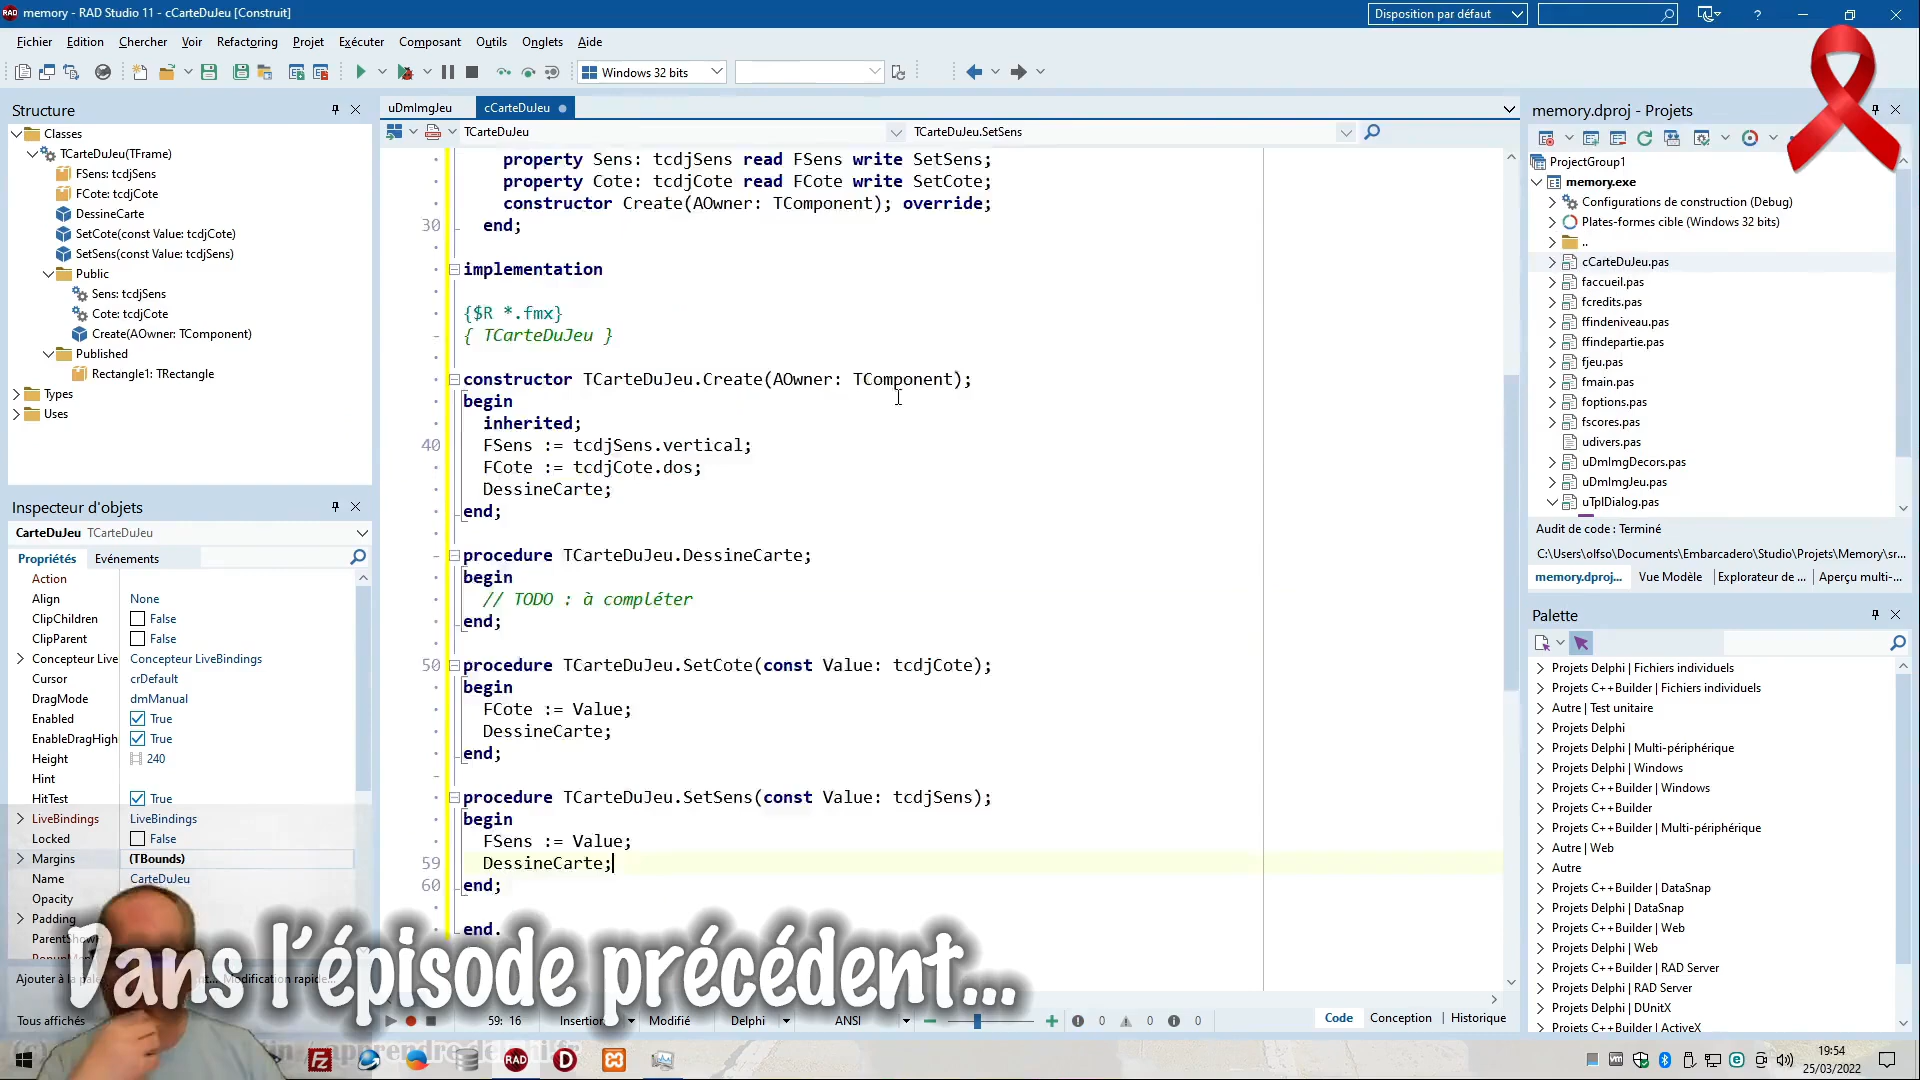 memory - RAD Studio 11 - cCarteDuJeu [Construit]
Disposition par défaut
Fichier Edition Chercher Voir Refactoring Projet Exécuter Composant Outils Onglets Aide
Windows 32 bits
Structure
Classes
TCarteDuJeu(TFrame)
FSens: tcdjSens
FCote: tcdjCote
DessineCarte
SetCote(const Value: tcdjCote)
SetSens(const Value: tcdjSens)
Public
Sens: tcdjSens
Cote: tcdjCote
Create(AOwner: TComponent)
Published
Rectangle1: TRectangle
Types
Uses
Inspecteur d'objets
CarteDuJeu TCarteDuJeu
Propriétés Evénements
Action
Align None
ClipChildren False
ClipParent False
Concepteur Live Concepteur LiveBindings
Cursor crDefault
DragMode dmManual
Enabled True
EnableDragHigh True
Height 240
Hint
HitTest True
LiveBindings LiveBindings
Locked False
Margins (TBounds)
Name CarteDuJeu
Opacity
Padding
Tous affichés
uDmImgJeu cCarteDuJeu
TCarteDuJeu TCarteDuJeu.SetSens
property Sens: tcdjSens read FSens write SetSens;
property Cote: tcdjCote read FCote write SetCote;
constructor Create(AOwner: TComponent); override;
30 end;
implementation
{$R *.fmx}
{ TCarteDuJeu }
constructor TCarteDuJeu.Create(AOwner: TComponent);
begin
inherited;
40 FSens := tcdjSens.vertical;
FCote := tcdjCote.dos;
DessineCarte;
end;
procedure TCarteDuJeu.DessineCarte;
begin
// TODO : à compléter
end;
50 procedure TCarteDuJeu.SetCote(const Value: tcdjCote);
begin
FCote := Value;
DessineCarte;
end;
procedure TCarteDuJeu.SetSens(const Value: tcdjSens);
begin
FSens := Value;
59 DessineCarte;
60 end;
end.
Dans l'épisode précédent...
59: 16 Insertion Modifié Delphi ANSI 0 0 0
Code Conception Historique
memory.dproj - Projets
ProjectGroup1
memory.exe
Configurations de construction (Debug)
Plates-formes cible (Windows 32 bits)
..
cCarteDuJeu.pas
faccueil.pas
fcredits.pas
ffindeniveau.pas
ffindepartie.pas
fjeu.pas
fmain.pas
foptions.pas
fscores.pas
udivers.pas
uDmImgDecors.pas
uDmImgJeu.pas
uTplDialog.pas
Audit de code : Terminé
C:\Users\olfso\Documents\Embarcadero\Studio\Projets\Memory\sr...
memory.dproj... Vue Modèle Explorateur de ... Aperçu multi-...
Palette
Projets Delphi | Fichiers individuels
Projets C++Builder | Fichiers individuels
Autre | Test unitaire
Projets Delphi
Projets Delphi | Multi-périphérique
Projets Delphi | Windows
Projets C++Builder | Windows
Projets C++Builder
Projets C++Builder | Multi-périphérique
Autre | Web
Autre
Projets C++Builder | DataSnap
Projets Delphi | DataSnap
Projets C++Builder | Web
Projets Delphi | Web
Projets C++Builder | RAD Server
Projets Delphi | RAD Server
Projets Delphi | DUnitX
Projets C++Builder | ActiveX
19:54
25/03/2022